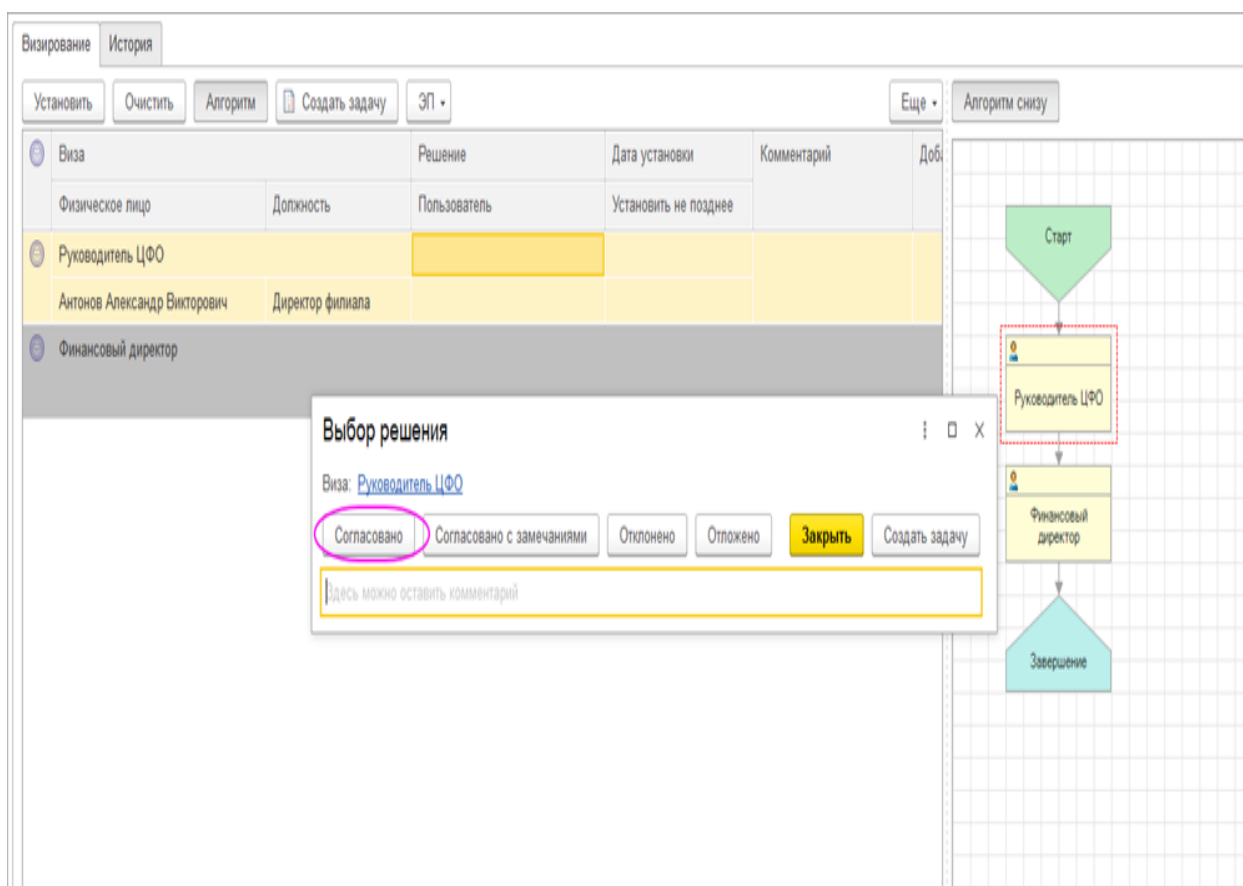 Визирование История
Установить Очистить Алгоритм Создать задачу ЭП Еще Алгоритм снизу
Виза Решение Дата установки Комментарий Доба
Физическое лицо Должность Пользователь Установить не позднее
Старт
Руководитель ЦФО
Антонов Александр Викторович Директор филиала
Финансовый директор
Руководитель ЦФО
Выбор решения
Виза: Руководитель ЦФО
Согласовано Согласовано с замечаниями Отклонено Отложено Закрыть Создать задачу
Здесь можно оставить комментарий
Финансовый
директор
Завершение